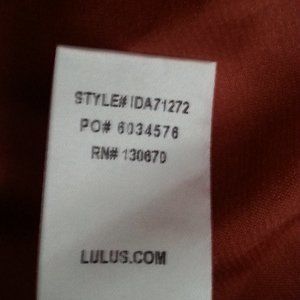 STYLE# IDA71272
PO# 6034576
RN# 130670
LULUS.COM